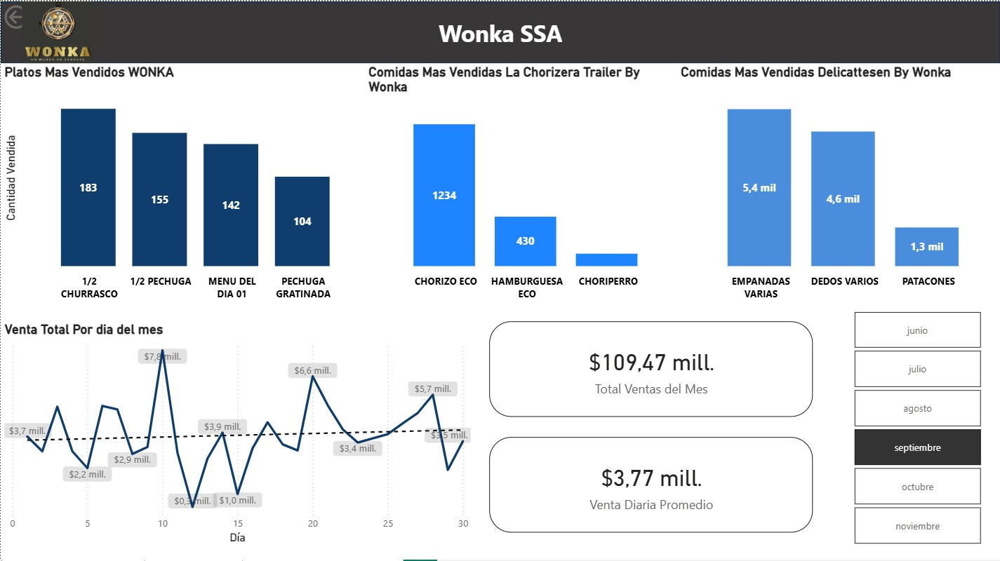 WONKA
UN MUNDO DE SABORES
Wonka SSA
Platos Mas Vendidos WONKA
Cantidad Vendida
183
155
142
104
1/2
CHURRASCO
1/2 PECHUGA
MENU DEL
DIA 01
PECHUGA
GRATINADA
Comidas Mas Vendidas La Chorizera Trailer By
Wonka
1234
430
CHORIZO ECO
HAMBURGUESA
ECO
CHORIPERRO
Comidas Mas Vendidas Delicattesen By Wonka
5,4 mil
4,6 mil
1,3 mil
EMPANADAS
VARIAS
DEDOS VARIOS
PATACONES
Venta Total Por dia del mes
$3,7 mill.
$2,2 mill.
$2,9 mill.
$7,8 mill.
$0,3 mill.
$3,9 mill.
$1,0 mill.
$6,6 mill.
$3,4 mill.
$5,7 mill.
$3,5 mill.
0 5 10 15 20 25 30
Día
$109,47 mill.
Total Ventas del Mes
$3,77 mill.
Venta Diaria Promedio
junio
julio
agosto
septiembre
octubre
noviembre